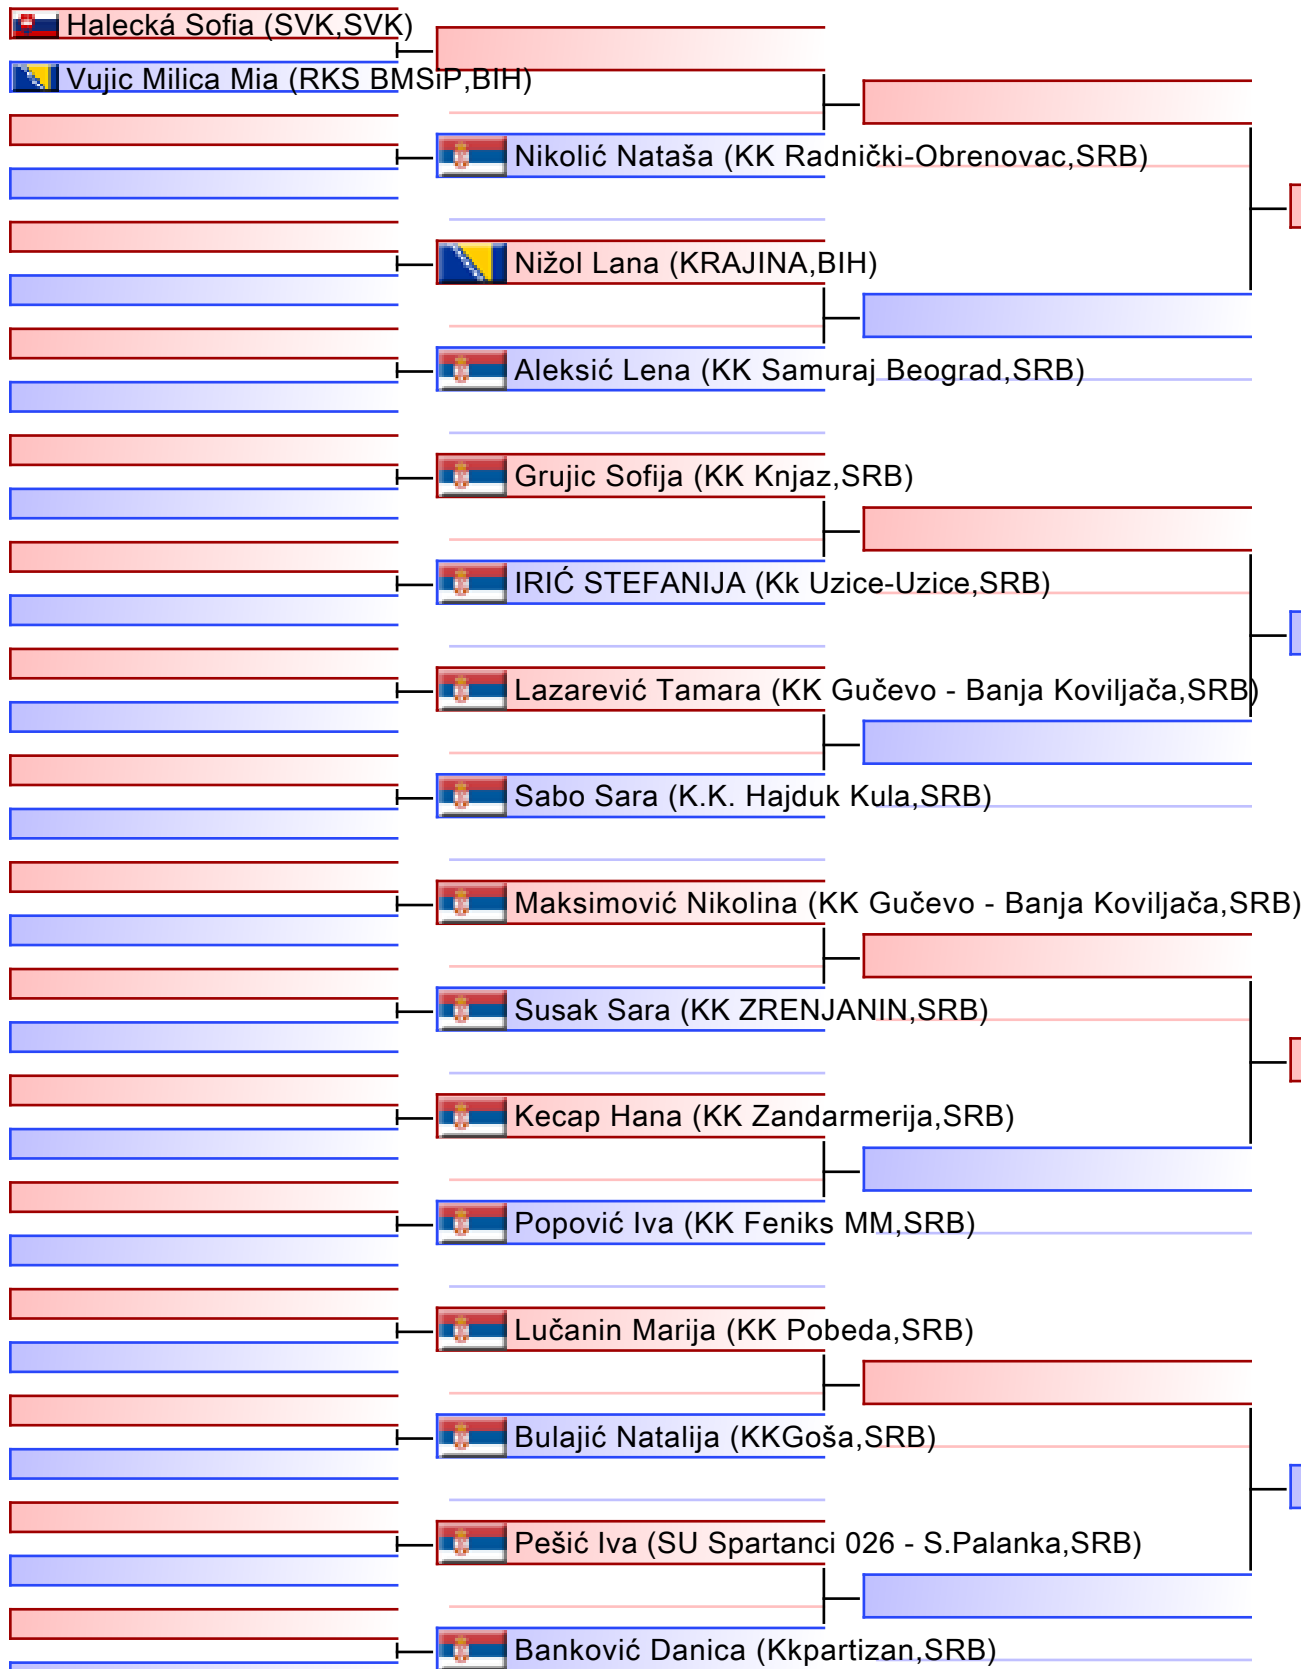 Halecká Sofia (SVK,SVK)
Vujic Milica Mia (RKS BMSiP,BIH)
Nikolić Nataša (KK Radnički-Obrenovac,SRB)
Nižol Lana (KRAJINA,BIH)
Aleksić Lena (KK Samuraj Beograd,SRB)
Grujic Sofija (KK Knjaz,SRB)
IRIĆ STEFANIJA (Kk Uzice-Uzice,SRB)
Lazarević Tamara (KK Gučevo - Banja Koviljača,SRB)
Sabo Sara (K.K. Hajduk Kula,SRB)
Maksimović Nikolina (KK Gučevo - Banja Koviljača,SRB)
Susak Sara (KK ZRENJANIN,SRB)
Kecap Hana (KK Zandarmerija,SRB)
Popović Iva (KK Feniks MM,SRB)
Lučanin Marija (KK Pobeda,SRB)
Bulajić Natalija (KKGoša,SRB)
Pešić Iva (SU Spartanci 026 - S.Palanka,SRB)
Banković Danica (Kkpartizan,SRB)